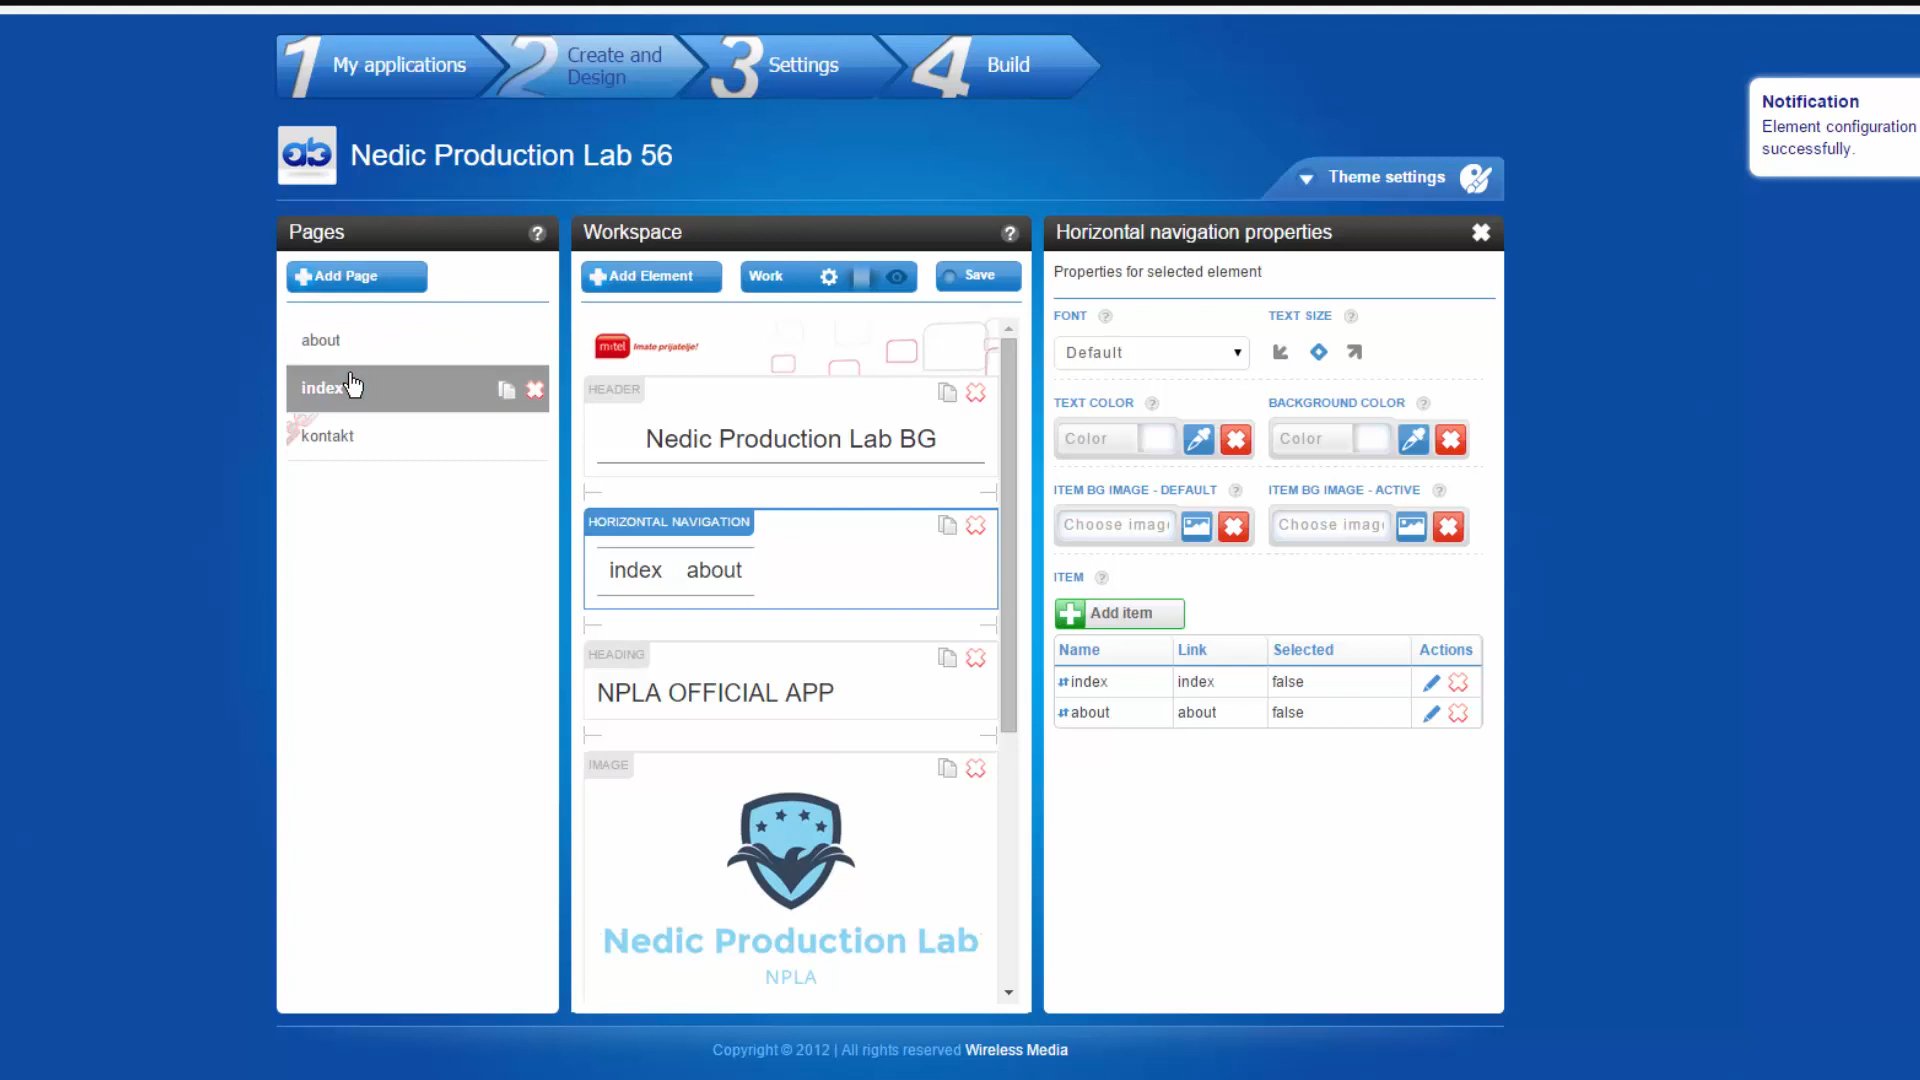 1 My applications
2 Create and
Design
3 Settings
4 Build
Notification
Element configuration
successfully.
ab
Nedic Production Lab 56
Theme settings
Pages ?
Add Page
about
index
kontakt
Workspace ?
Add Element
Work
Save
m:tel Imate prijatelje!
HEADER
Nedic Production Lab BG
HORIZONTAL NAVIGATION
index about
HEADING
NPLA OFFICIAL APP
IMAGE
Nedic Production Lab
NPLA
Horizontal navigation properties
Properties for selected element
FONT ? TEXT SIZE ?
Default
TEXT COLOR ? BACKGROUND COLOR ?
Color Color
ITEM BG IMAGE - DEFAULT ? ITEM BG IMAGE - ACTIVE ?
Choose imag Choose imag
ITEM ?
Add item
Name Link Selected Actions
index index false
about about false
Copyright © 2012 | All rights reserved Wireless Media